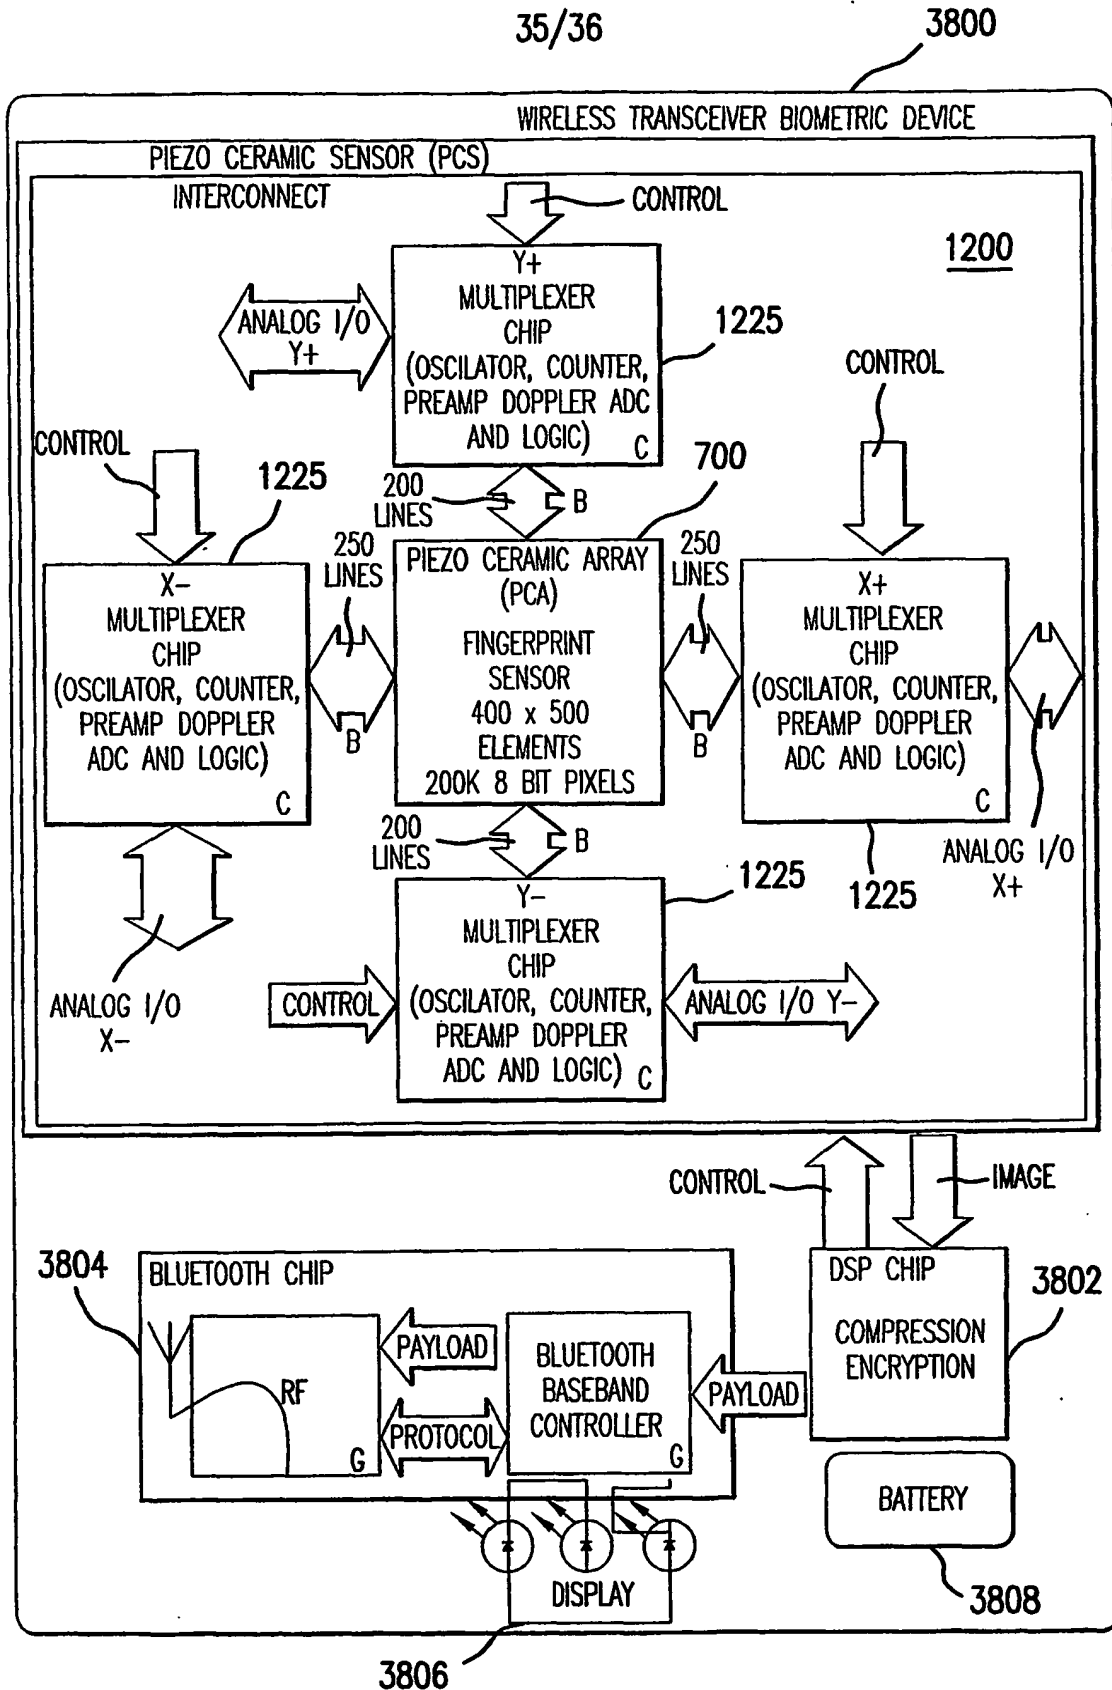 35/36
3800
WIRELESS TRANSCEIVER BIOMETRIC DEVICE
PIEZO CERAMIC SENSOR (PCS)
INTERCONNECT
CONTROL
1200
Y+
MULTIPLEXER
CHIP
(OSCILATOR, COUNTER,
PREAMP DOPPLER ADC
AND LOGIC)
C
ANALOG I/O
Y+
1225
CONTROL
CONTROL
1225
200
LINES
B
700
250
LINES
B
X-
MULTIPLEXER
CHIP
(OSCILATOR, COUNTER,
PREAMP DOPPLER
ADC AND LOGIC)
C
PIEZO CERAMIC ARRAY
(PCA)
FINGERPRINT
SENSOR
400 x 500
ELEMENTS
200K 8 BIT PIXELS
250
LINES
B
X+
MULTIPLEXER
CHIP
(OSCILATOR, COUNTER,
PREAMP DOPPLER
ADC AND LOGIC)
C
200
LINES
B
1225
1225
ANALOG I/O
X+
ANALOG I/O
X-
CONTROL
Y-
MULTIPLEXER
CHIP
(OSCILATOR, COUNTER,
PREAMP DOPPLER
ADC AND LOGIC)
C
ANALOG I/O Y-
CONTROL
IMAGE
3804
BLUETOOTH CHIP
RF
G
PAYLOAD
PROTOCOL
BLUETOOTH
BASEBAND
CONTROLLER
G
PAYLOAD
DSP CHIP
COMPRESSION
ENCRYPTION
3802
BATTERY
3808
DISPLAY
3806